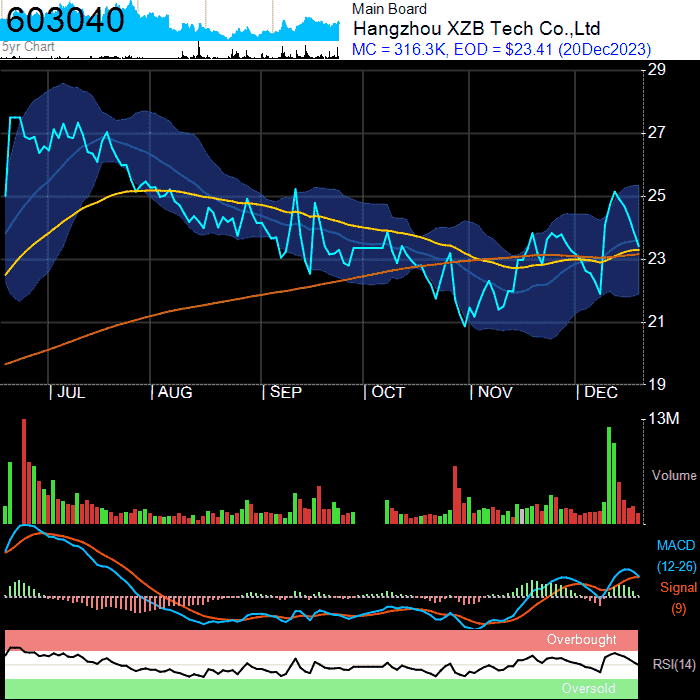 603040
5yr Chart
Main Board
Hangzhou XZB Tech Co.,Ltd
MC = 316.3K, EOD = $23.41 (20Dec2023)
29
27
25
23
21
19
JUL
AUG
SEP
OCT
NOV
DEC
13M
Volume
MACD
(12-26)
Signal
(9)
Overbought
RSI(14)
Oversold